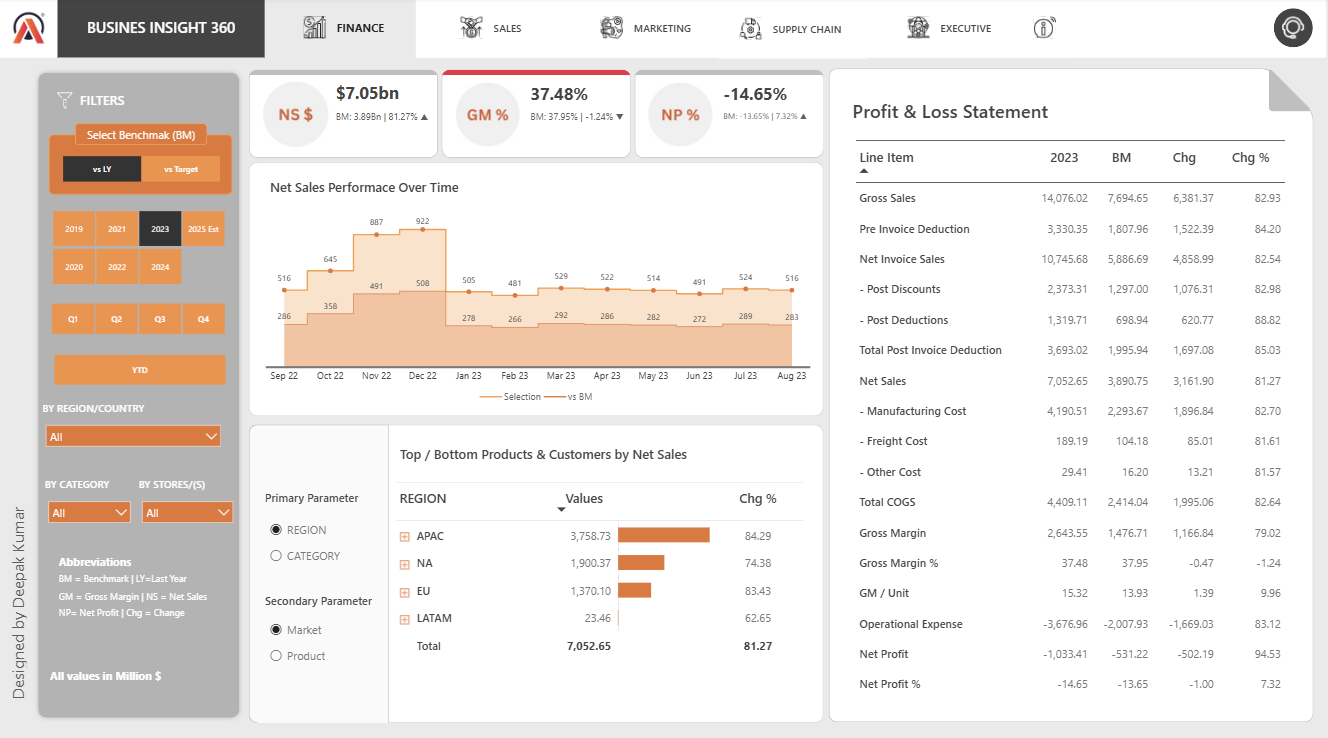 BUSINES INSIGHT 360
FINANCE
SALES
MARKETING
SUPPLY CHAIN
EXECUTIVE
FILTERS
Select Benchmak (BM)
vs LY vs Target
2019 2021 2023 2025 Est
2020 2022 2024
Q1 Q2 Q3 Q4
YTD
BY REGION/COUNTRY
All
BY CATEGORY BY STORES/(S)
All All
Abbreviations
BM = Benchmark | LY=Last Year
GM = Gross Margin | NS = Net Sales
NP= Net Profit | Chg = Change
All values in Million $
Designed by Deepak Kumar
NS $
$7.05bn
BM: 3.89Bn | 81.27% ▲
GM %
37.48%
BM: 37.95% | -1.24% ▼
NP %
-14.65%
BM: -13.65% | 7.32% ▲
Net Sales Performace Over Time
516 645 887 922 505 481 529 522 514 491 524 516
286 358 491 508 278 266 292 286 282 272 289 283
Sep 22 Oct 22 Nov 22 Dec 22 Jan 23 Feb 23 Mar 23 Apr 23 May 23 Jun 23 Jul 23 Aug 23
Selection vs BM
Primary Parameter
REGION
CATEGORY
Secondary Parameter
Market
Product
Top / Bottom Products & Customers by Net Sales
REGION Values Chg %
APAC 3,758.73 84.29
NA 1,900.37 74.38
EU 1,370.10 83.43
LATAM 23.46 62.65
Total 7,052.65 81.27
Profit & Loss Statement
Line Item 2023 BM Chg Chg %
Gross Sales 14,076.02 7,694.65 6,381.37 82.93
Pre Invoice Deduction 3,330.35 1,807.96 1,522.39 84.20
Net Invoice Sales 10,745.68 5,886.69 4,858.99 82.54
- Post Discounts 2,373.31 1,297.00 1,076.31 82.98
- Post Deductions 1,319.71 698.94 620.77 88.82
Total Post Invoice Deduction 3,693.02 1,995.94 1,697.08 85.03
Net Sales 7,052.65 3,890.75 3,161.90 81.27
- Manufacturing Cost 4,190.51 2,293.67 1,896.84 82.70
- Freight Cost 189.19 104.18 85.01 81.61
- Other Cost 29.41 16.20 13.21 81.57
Total COGS 4,409.11 2,414.04 1,995.06 82.64
Gross Margin 2,643.55 1,476.71 1,166.84 79.02
Gross Margin % 37.48 37.95 -0.47 -1.24
GM / Unit 15.32 13.93 1.39 9.96
Operational Expense -3,676.96 -2,007.93 -1,669.03 83.12
Net Profit -1,033.41 -531.22 -502.19 94.53
Net Profit % -14.65 -13.65 -1.00 7.32